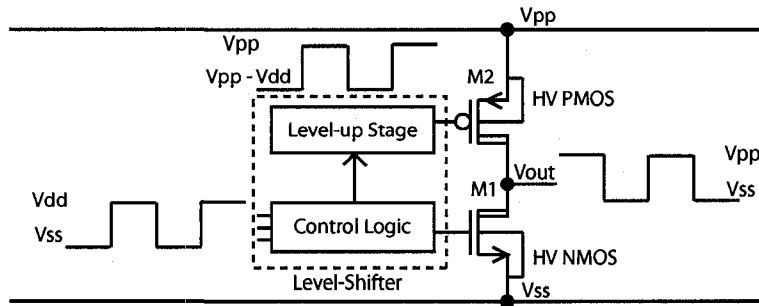 Vpp
Vpp
Vpp - Vdd
M2
HV PMOS
Level-up Stage
Vout
Vpp
Vss
M1
Vdd
Vss
Control Logic
HV NMOS
Level-Shifter
Vss